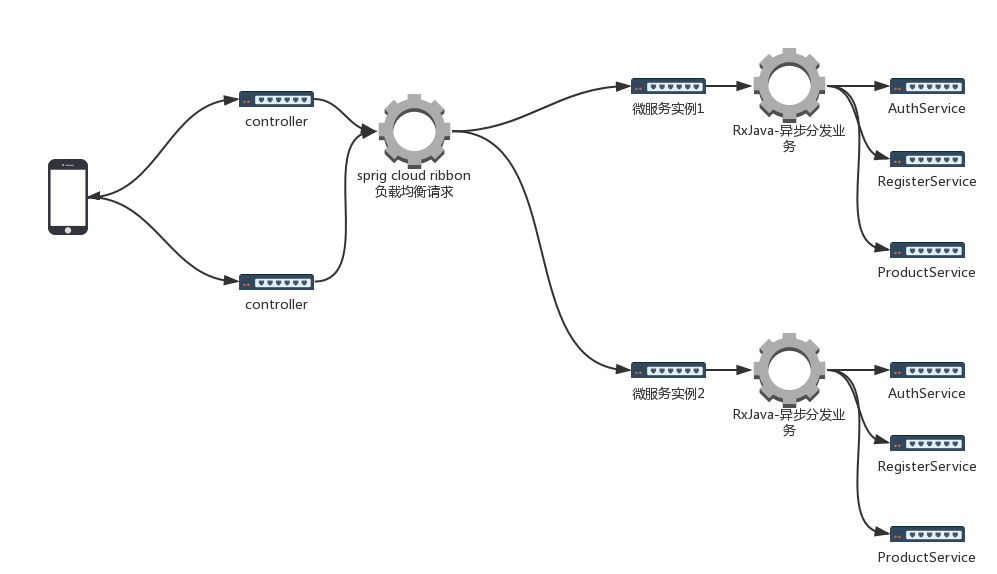 controller
controller
sprig cloud ribbon
负载均衡请求
微服务实例1
RxJava-异步分发业
务
AuthService
RegisterService
ProductService
微服务实例2
RxJava-异步分发业
务
AuthService
RegisterService
ProductService